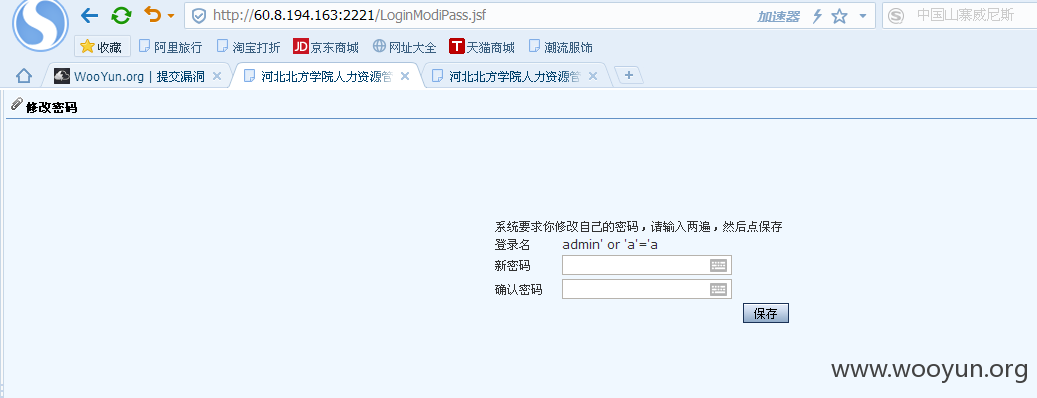 http://60.8.194.163:2221/LoginModiPass.jsf
加速器
中国山寨威尼斯
收藏 阿里旅行 淘宝打折 JD 京东商城 网址大全 T 天猫商城 潮流服饰
WooYun.org | 提交漏洞 河北北方学院人力资源管 河北北方学院人力资源管
修改密码
系统要求你修改自己的密码，请输入两遍，然后点保存
登录名 admin' or 'a'='a
新密码
确认密码
保存
www.wooyun.org